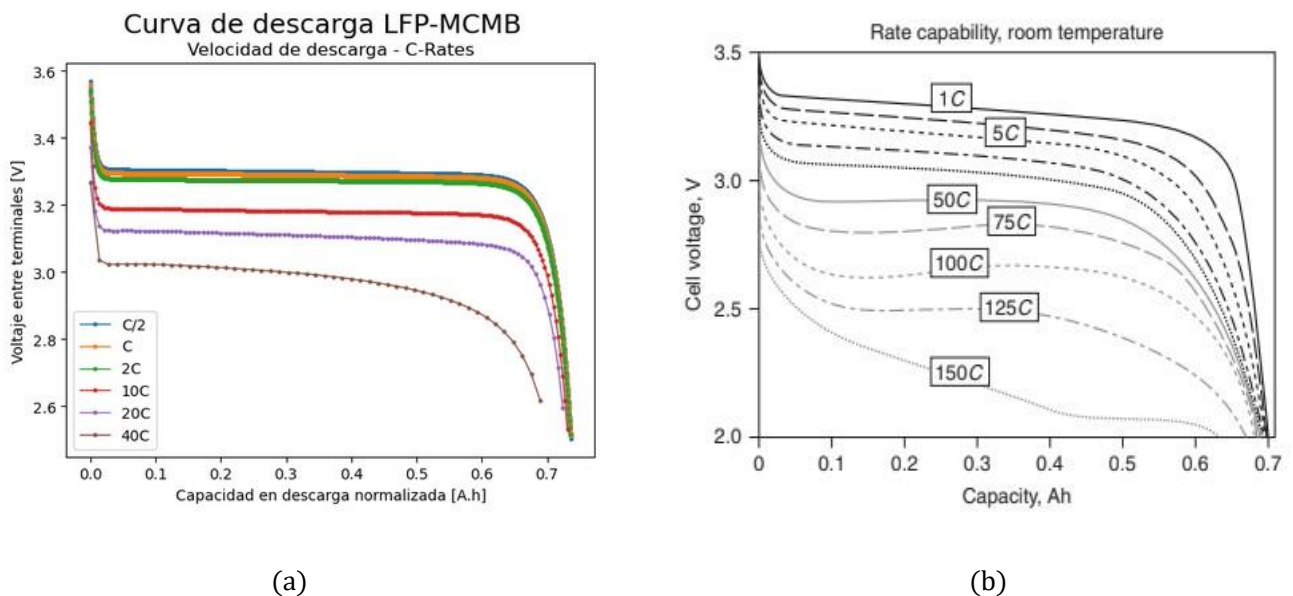 Curva de descarga LFP-MCMB
Velocidad de descarga - C-Rates
Voltaje entre terminales [V]
3.6
3.4
3.2
3.0
2.8
2.6
C/2
C
2C
10C
20C
40C
0.0 0.1 0.2 0.3 0.4 0.5 0.6 0.7
Capacidad en descarga normalizada [A.h]
(a)
Rate capability, room temperature
Cell voltage, V
3.5
3.0
2.5
2.0
1C
5C
50C
75C
100C
125C
150C
0 0.1 0.2 0.3 0.4 0.5 0.6 0.7
Capacity, Ah
(b)